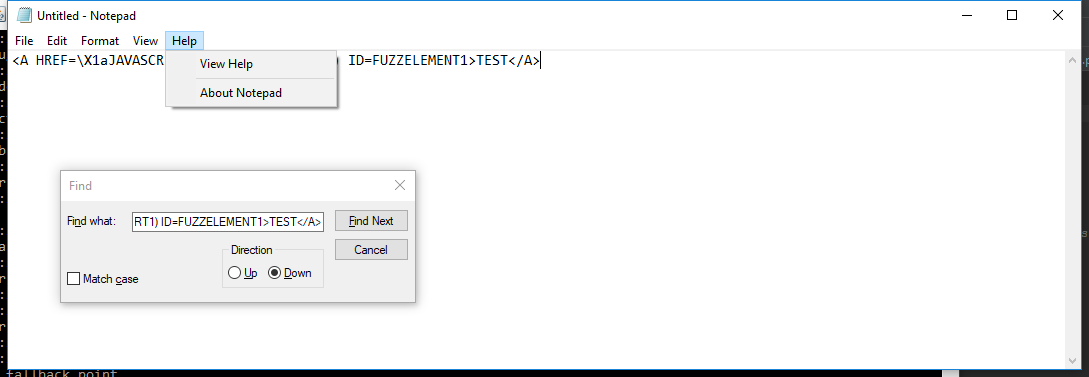 Untitled - Notepad
File Edit Format View Help
<A HREF=\X1aJAVASCR ID=FUZZELEMENT1>TEST</A>
View Help
About Notepad
Find
Find what: RT1) ID=FUZZELEMENT1>TEST</A> Find Next
Direction Cancel
Up Down
Match case
fallback point